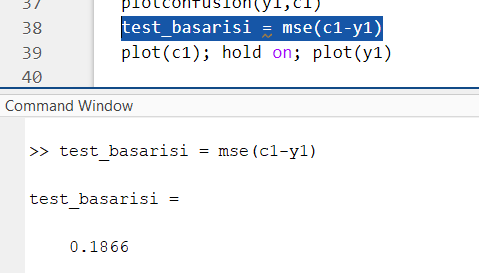 37
plotconfusion(y1,c1)
38
test_basarisi = mse(c1-y1)
39
plot(c1); hold on; plot(y1)
40
Command Window
>> test_basarisi = mse(c1-y1)
test_basarisi =
0.1866